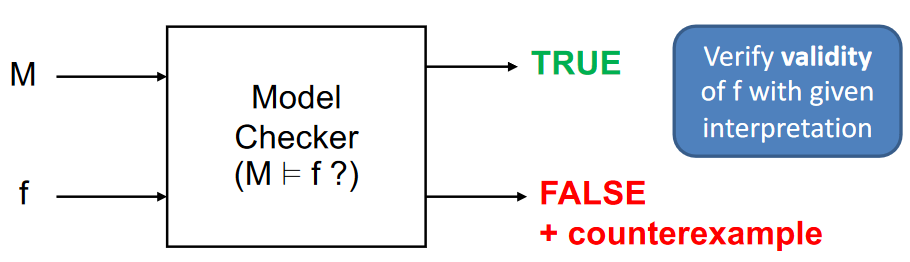 M
f
Model
Checker
(M ⊨ f ?)
TRUE
FALSE
+ counterexample
Verify validity
of f with given
interpretation